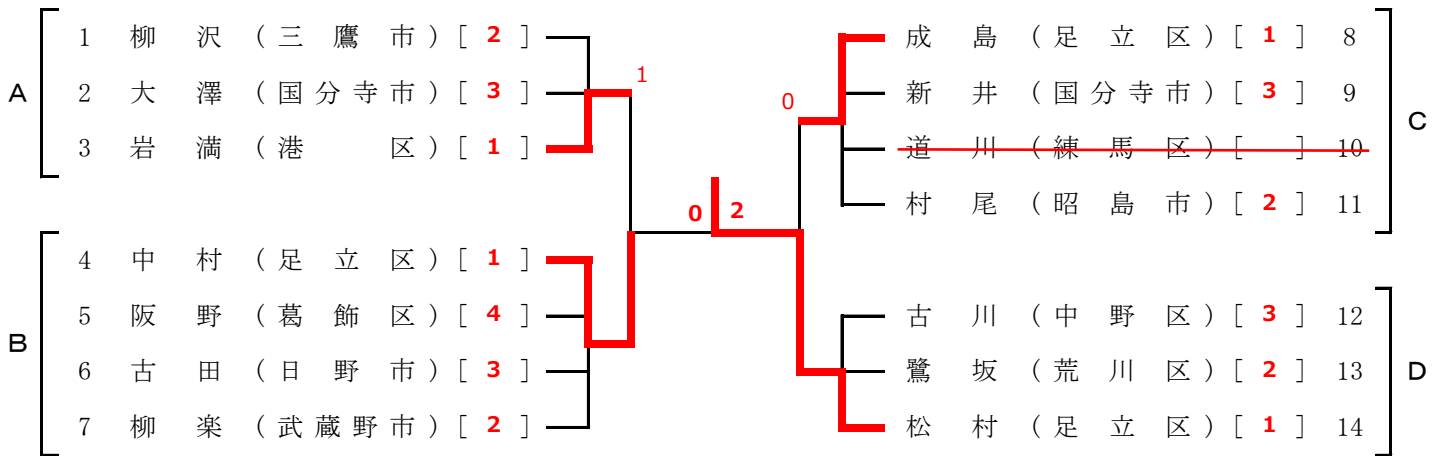 1 柳 沢 (三 鷹 市) [ 2 ]
A 2 大 澤 (国分寺市) [ 3 ]
3 岩 満 (港 区) [ 1 ]
1
B 4 中 村 (足 立 区) [ 1 ]
5 阪 野 (葛 飾 区) [ 4 ]
6 古 田 (日 野 市) [ 3 ]
7 柳 楽 (武蔵野市) [ 2 ]
0 2
成 島 (足 立 区) [ 1 ] 8
0
新 井 (国分寺市) [ 3 ] 9 C
道 川 (練 馬 区) [ ] 10
村 尾 (昭 島 市) [ 2 ] 11
古 川 (中 野 区) [ 3 ] 12
鷺 坂 (荒 川 区) [ 2 ] 13 D
松 村 (足 立 区) [ 1 ] 14